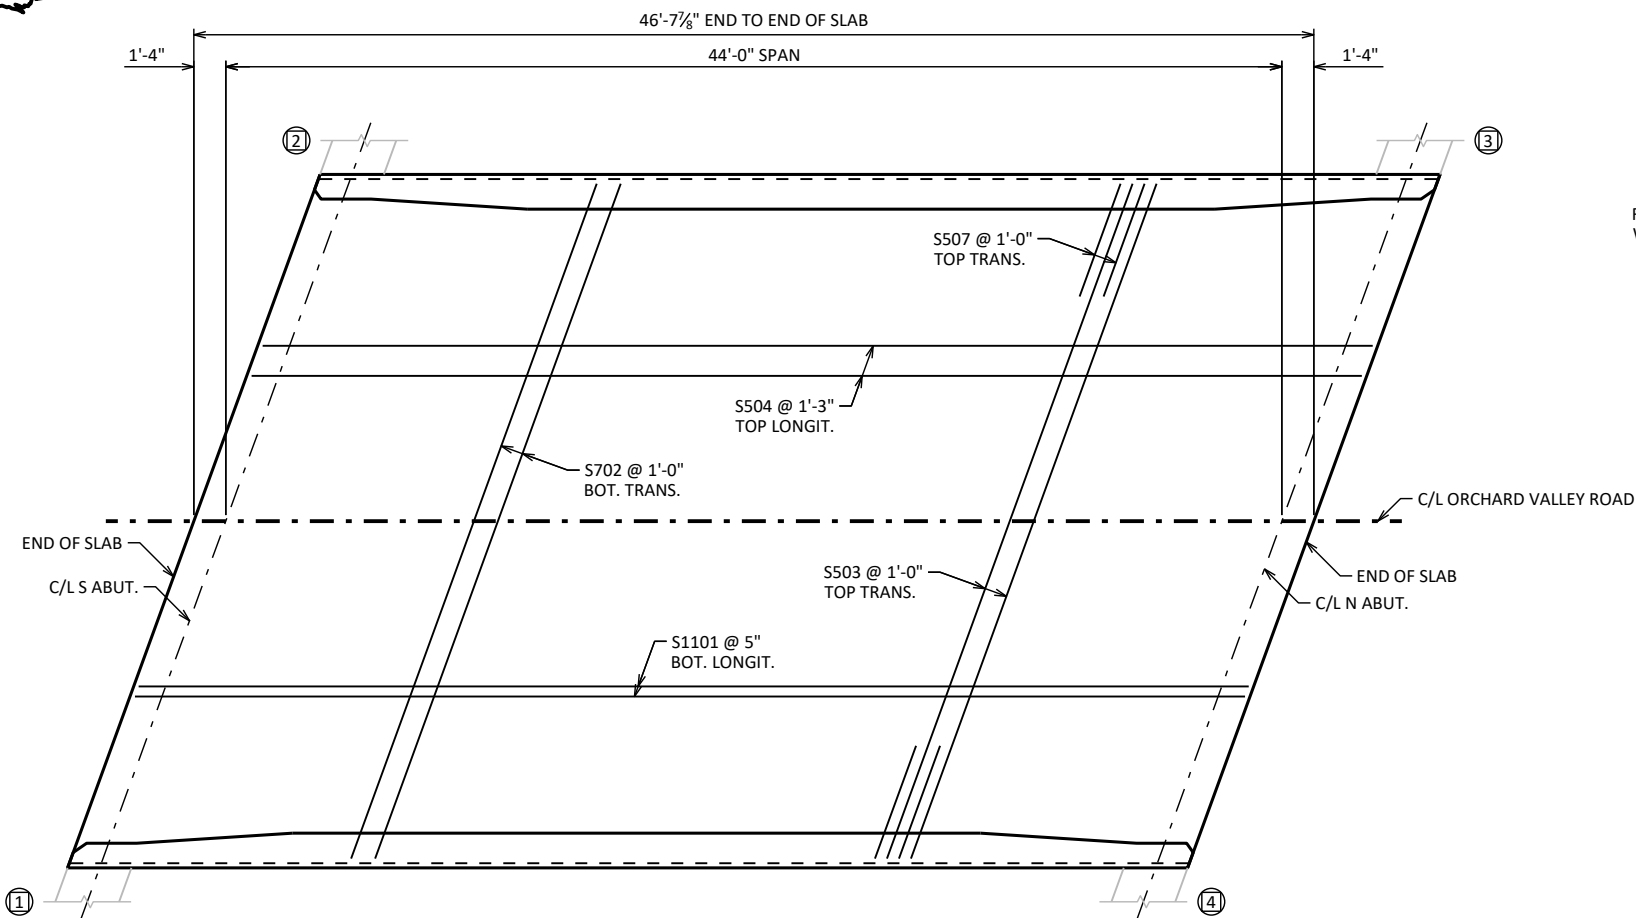 46'-7⅞" END TO END OF SLAB
1'-4"
44'-0" SPAN
1'-4"
2
3
S507 @ 1'-0"
TOP TRANS.
S504 @ 1'-3"
TOP LONGIT.
S702 @ 1'-0"
BOT. TRANS.
C/L ORCHARD VALLEY ROAD
END OF SLAB
C/L S ABUT.
S503 @ 1'-0"
TOP TRANS.
END OF SLAB
C/L N ABUT.
S1101 @ 5"
BOT. LONGIT.
1
4